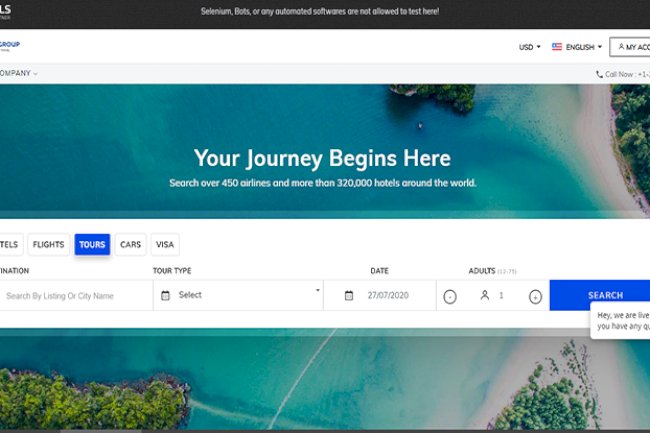 LS
Selenium, Bots, or any automated softwares are not allowed to test here!
TNER
GROUP
USD
ENGLISH
MY ACC
OMPANY
Call Now : +1-
Your Journey Begins Here
Search over 450 airlines and more than 320,000 hotels around the world.
TELS
FLIGHTS
TOURS
CARS
VISA
TINATION
TOUR TYPE
DATE
ADULTS (12-75)
Search By Listing Or City Name
Select
27/07/2020
-
1
+
SEARCH
Hey, we are live
you have any qu